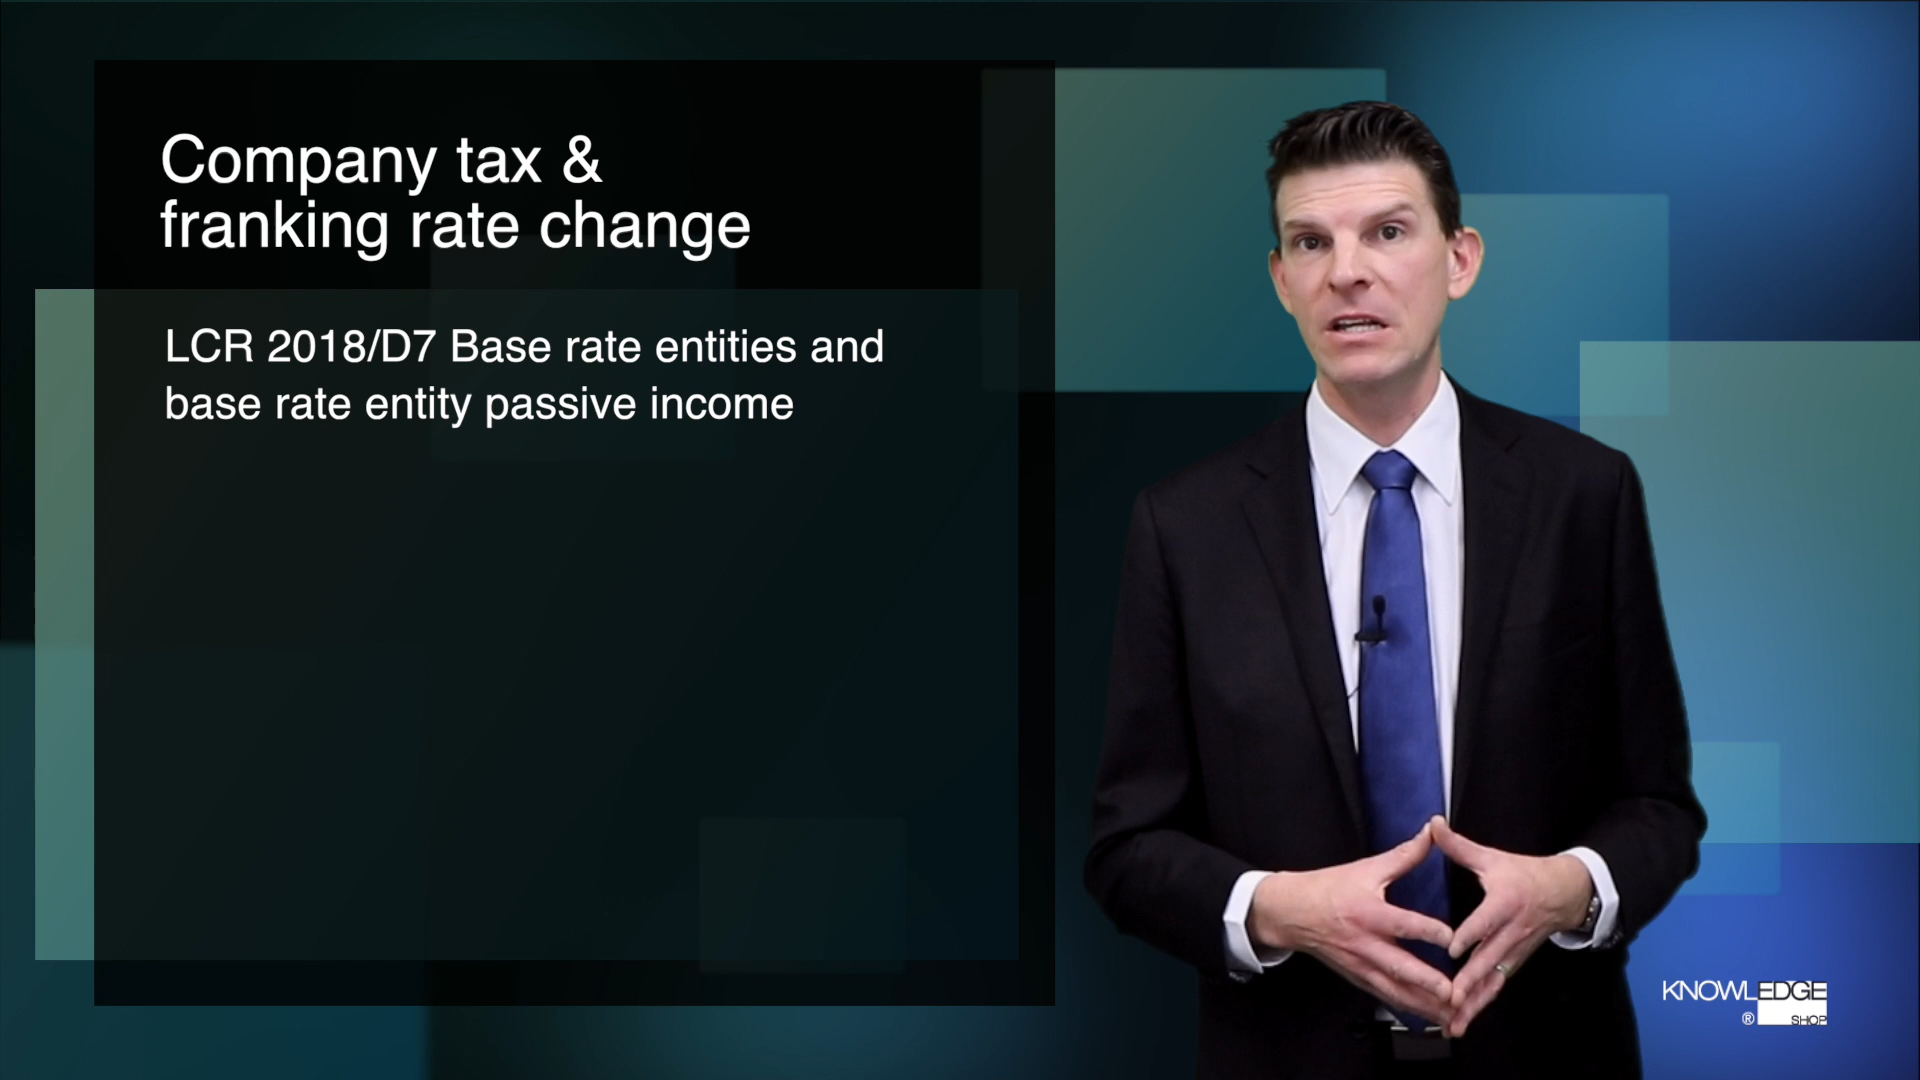 Company tax &
franking rate change
LCR 2018/D7 Base rate entities and
base rate entity passive income
KNOWLEDGE
® SHOP